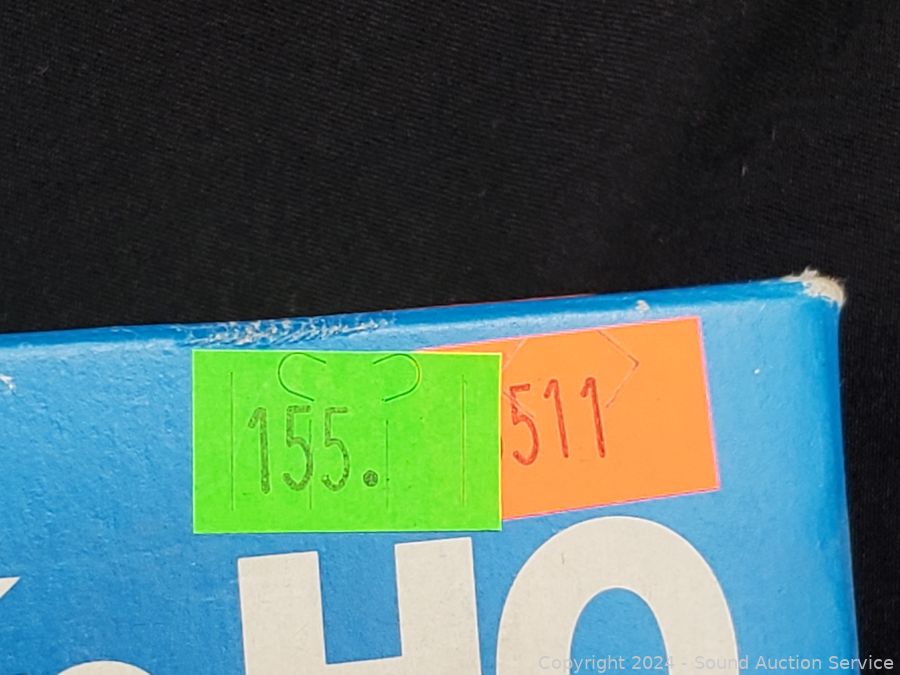 155.
511
HO
Copyright 2024 - Sound Auction Service